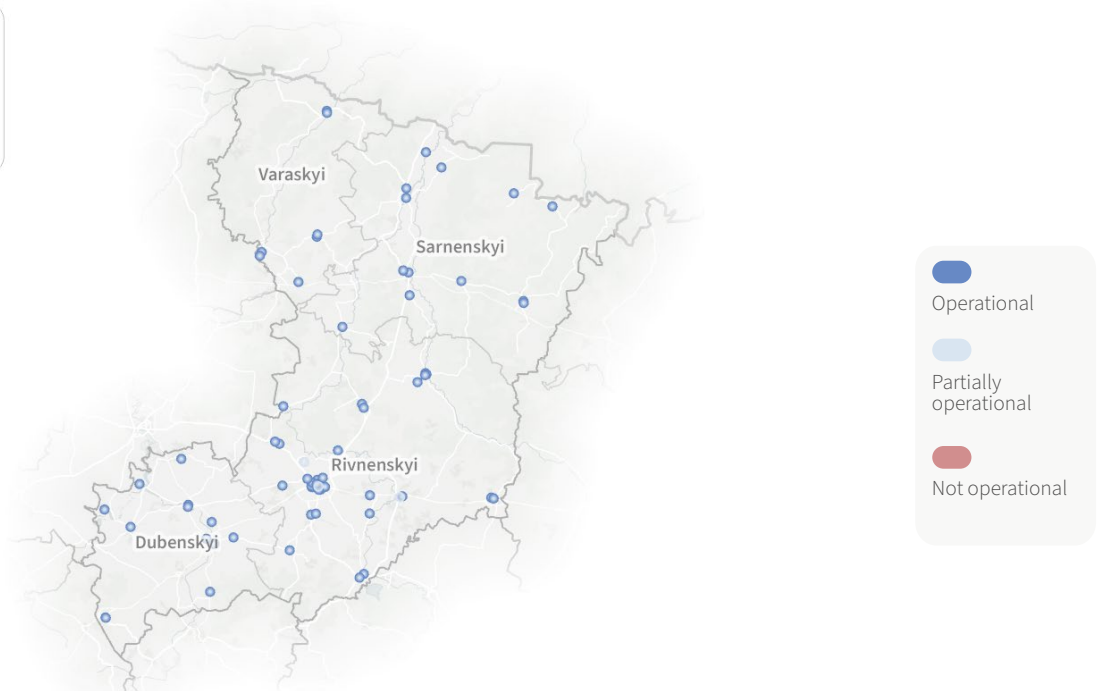 Varaskyi
Sarnenskyi
Rivnenskyi
Dubenskyi
Operational
Partially
operational
Not operational